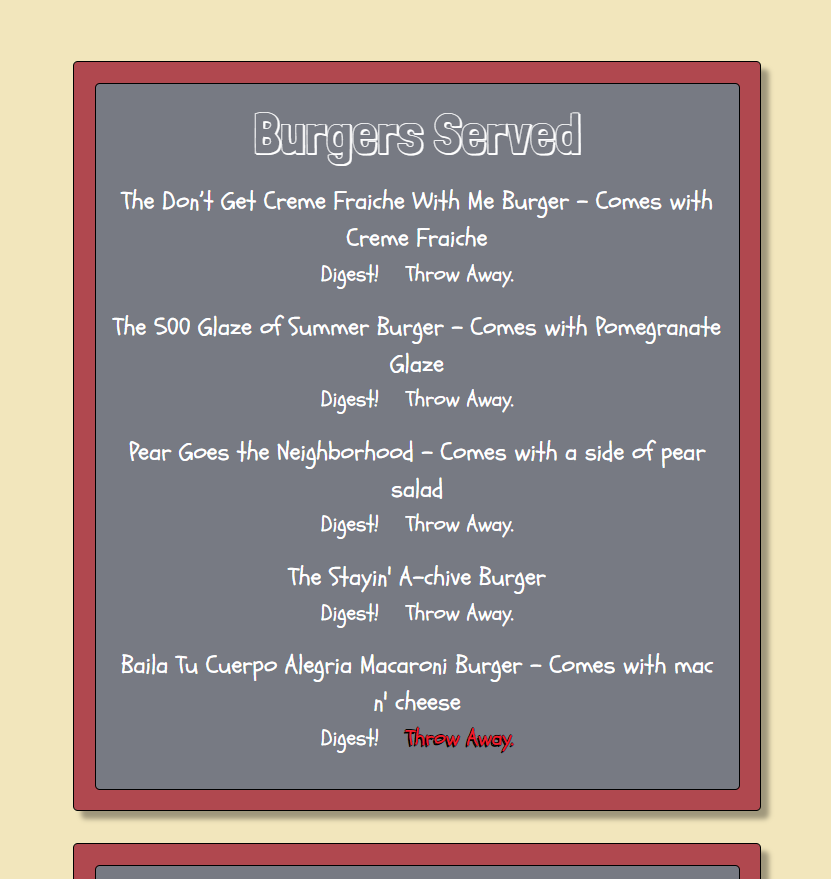 Burgers Served
The Don't Get Creme Fraiche With Me Burger - Comes with
Creme Fraiche
Digest! Throw Away.
The 500 Glaze of Summer Burger - Comes with Pomegranate
Glaze
Digest! Throw Away.
Pear Goes the Neighborhood - Comes with a side of pear
salad
Digest! Throw Away.
The Stayin' A-chive Burger
Digest! Throw Away.
Baila Tu Cuerpo Alegria Macaroni Burger - Comes with mac
n' cheese
Digest! Throw Away.